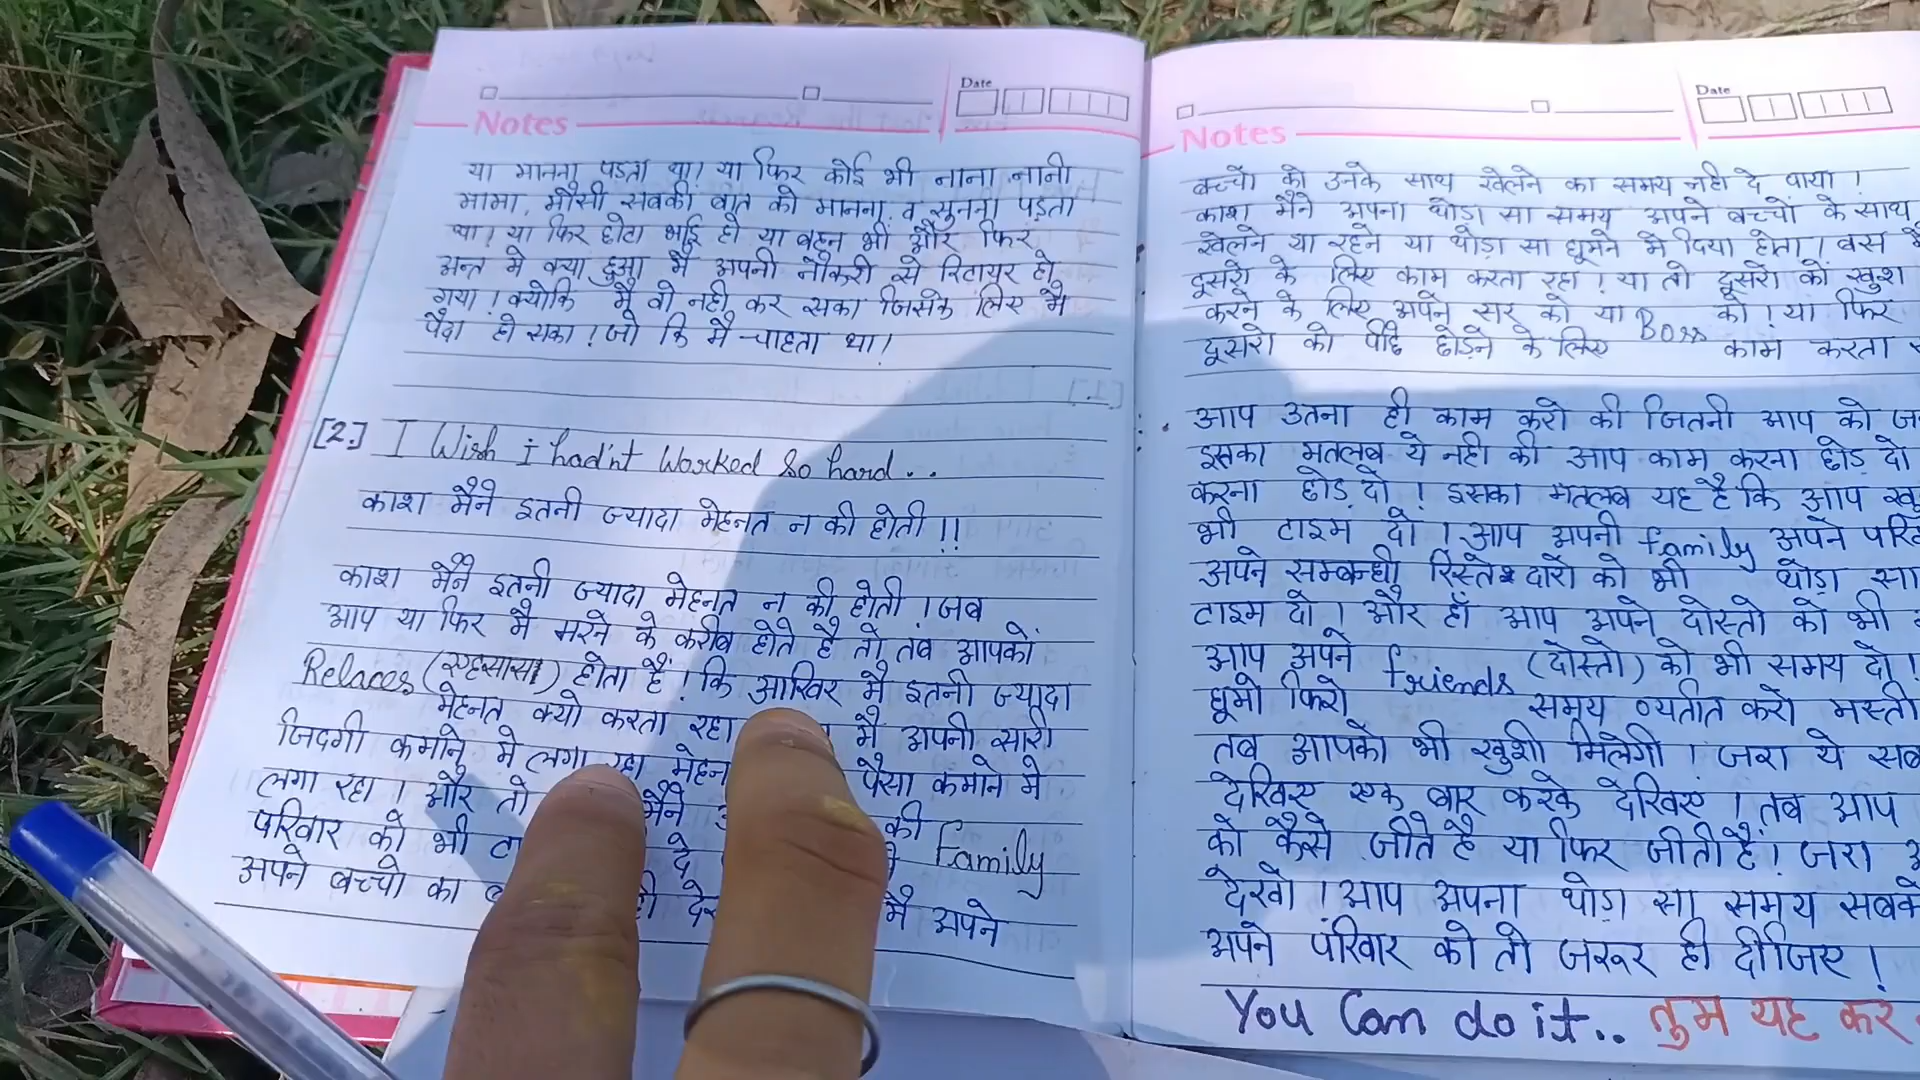 Date
Notes
या मानना पडता था! या फिर कोई भी नाना नानी
मामा, मौसी सबकी बात को मानना व सुनना पड़ता
था! या फिर छोटा भाई हो या बहन भी और फिर
अन्त मे क्या हुआ मै अपनी नौकरी से रिटायर हो
गया! क्योकि मै वो नही कर सका जिसके लिए मै
पैदा हो सका! जो कि मै चाहता था!
[2.] I Wish i had'nt Worked So hard..
काश मैने इतनी ज्यादा मेहनत न की होती !!
काश मैने इतनी ज्यादा मेहनत न की होती ! जब
आप या फिर मै मरने के करीब होते है तो तब आपको
Relaces (एहसास) होता है! कि आखिर मै इतनी ज्यादा
मेहनत क्यो करता रहा मै अपनी सारी
जिदगी कमाने मे लगा रहा पैसा कमाने मे
लगा रहा ! और तो मैने की Family
परिवार को भी दे
अपने बच्चो का मै अपने
Date
Notes
बच्चो को उनके साथ खेलने का समय नही दे पाया !
काश मैने अपना थोडा सा समय अपने बच्चों के साथ
खेलने या रहने या थोड़ा सा घूमने मे दिया होता! बस
दूसरो के लिए काम करता रहा ! या तो दूसरो को खुश
करने के लिए अपने सर को या Boss को ! या फिर
दूसरो को पीछे छोड़ने के लिए काम करता
आप उतना ही काम करो की जितनी आप को
इसका मतलब ये नही की आप काम करना छोड़ दो
करना छोड़ दो ! इसका मतलब यह है कि आप
भी टाइम दो ! आप अपनी family अपने
अपने सम्बन्धी रिस्तेदारो को भी थोड़ा सा
टाइम दो ! और हाँ आप अपने दोस्तो को भी
आप अपने friends (दोस्तो) को भी समय दो !
घूमो फिरो समय व्यतीत करो मस्ती
तब आपको भी खुशी मिलेगी ! जरा ये सब
देखिए एक बार करके देखिए ! तब आप
को कैसे जीते है या फिर जीती है! जरा
देखो ! आप अपना थोड़ा सा समय सबके
अपने परिवार को तो जरूर ही दीजिए !
You Can do it.. तुम यह कर